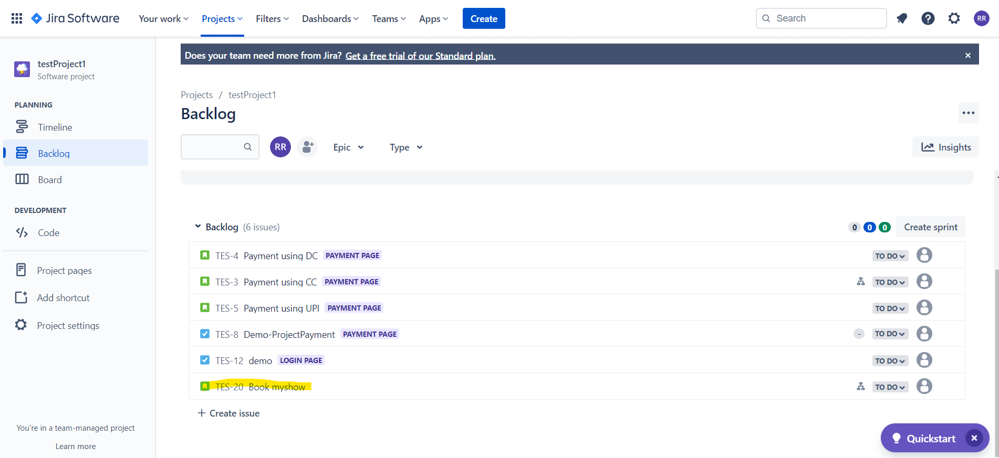 Jira Software Your work Projects Filters Dashboards Teams Apps Create Search RR
testProject1
Software project
PLANNING
Timeline
Backlog
Board
DEVELOPMENT
Code
Project pages
Add shortcut
Project settings
You're in a team-managed project
Learn more
Does your team need more from Jira? Get a free trial of our Standard plan.
Projects / testProject1
Backlog
RR Epic Type Insights
Backlog (6 issues) 0 0 0 Create sprint
TES-4 Payment using DC PAYMENT PAGE TO DO
TES-3 Payment using CC PAYMENT PAGE TO DO
TES-5 Payment using UPI PAYMENT PAGE TO DO
TES-8 Demo-ProjectPayment PAYMENT PAGE - TO DO
TES-12 demo LOGIN PAGE TO DO
TES-20 Book myshow TO DO
+ Create issue
Quickstart